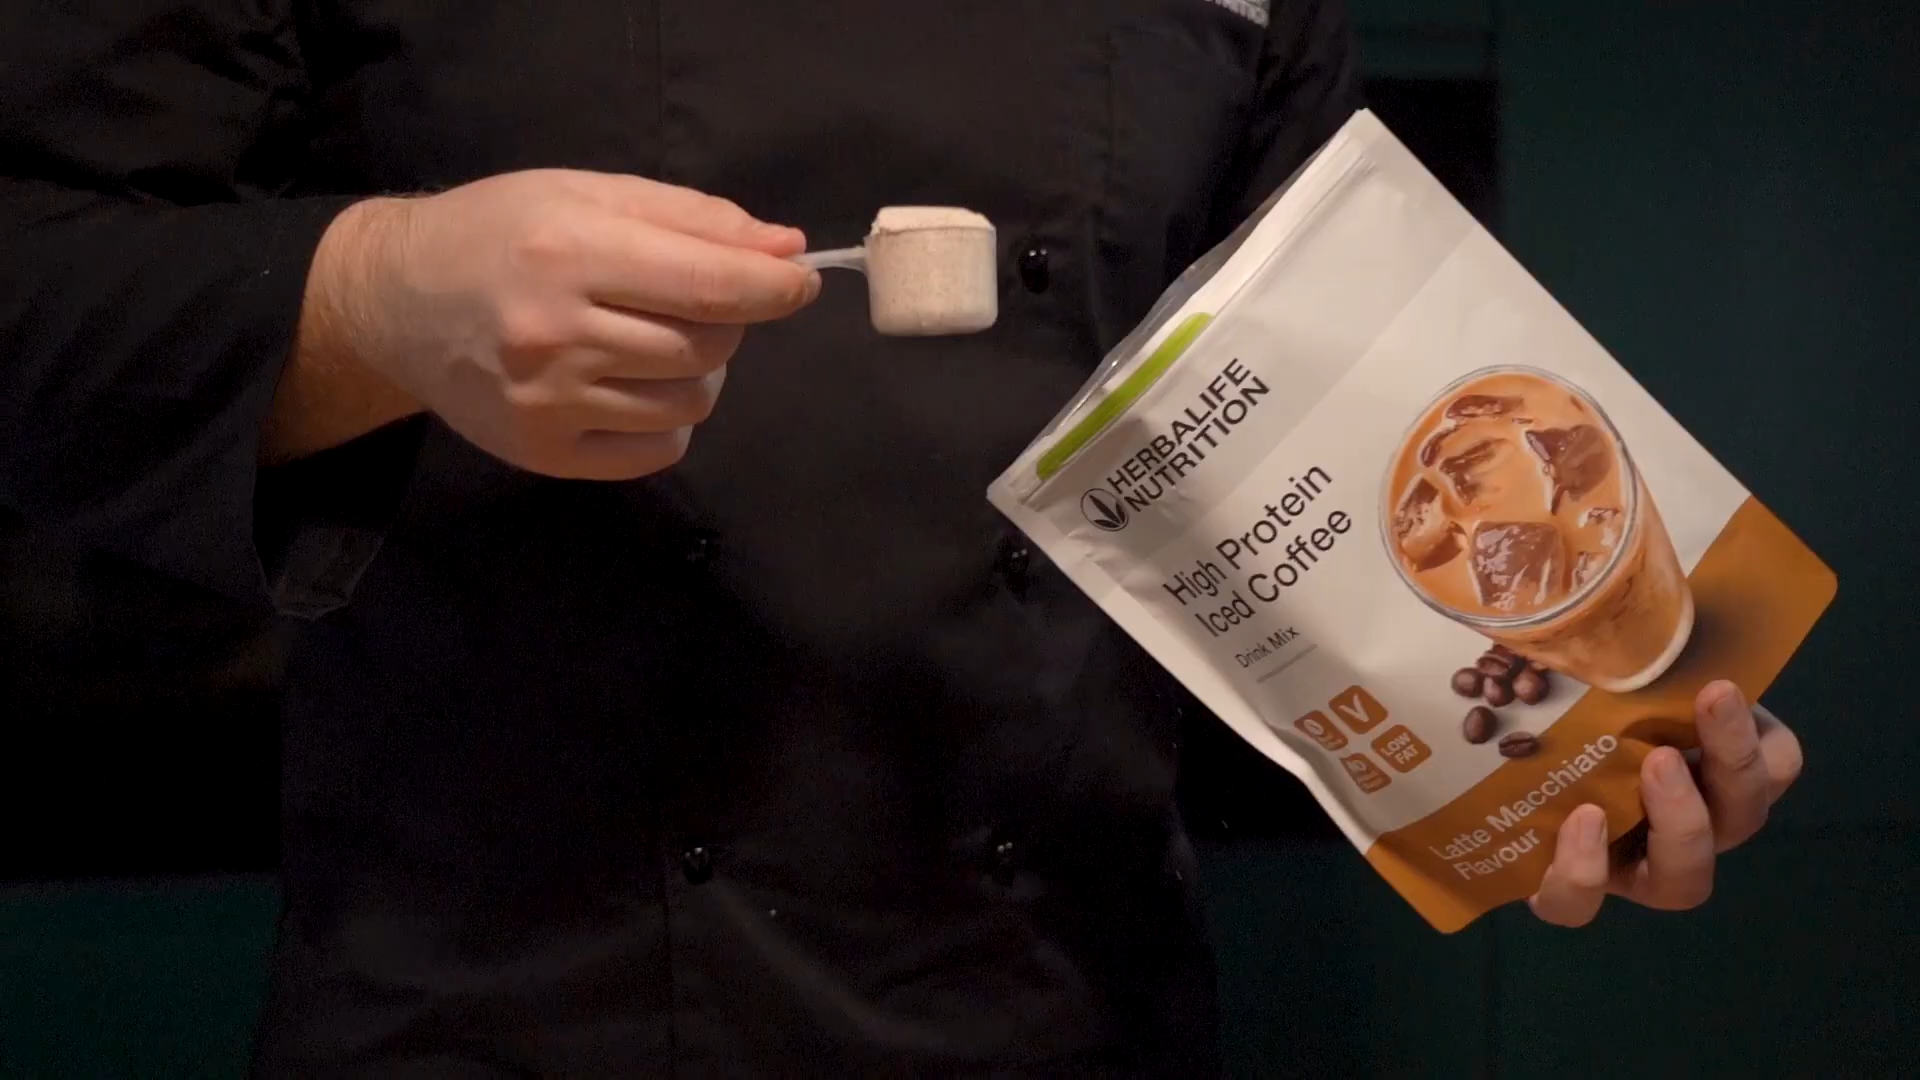 HERBALIFE
NUTRITION
High Protein
Iced Coffee
Drink Mix
LOW
FAT
Latte Macchiato
Flavour